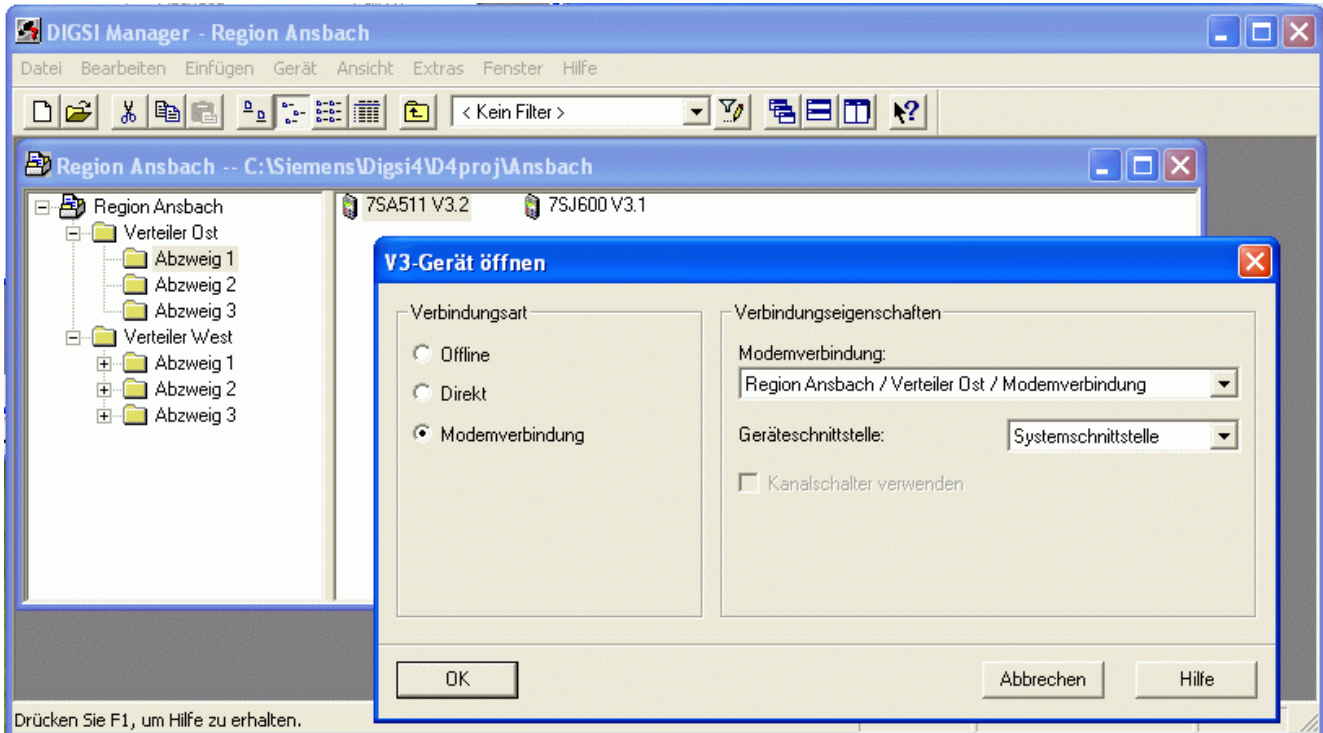 DIGSI Manager - Region Ansbach
Datei Bearbeiten Einfügen Gerät Ansicht Extras Fenster Hilfe
< Kein Filter >
Region Ansbach -- C:\Siemens\Digsi4\D4proj\Ansbach
Region Ansbach
Verteiler Ost
Abzweig 1
Abzweig 2
Abzweig 3
Verteiler West
Abzweig 1
Abzweig 2
Abzweig 3
7SA511 V3.2
7SJ600 V3.1
V3-Gerät öffnen
Verbindungsart
Offline
Direkt
Modemverbindung
Verbindungseigenschaften
Modemverbindung:
Region Ansbach / Verteiler Ost / Modemverbindung
Geräteschnittstelle:
Systemschnittstelle
Kanalschalter verwenden
OK
Abbrechen
Hilfe
Drücken Sie F1, um Hilfe zu erhalten.